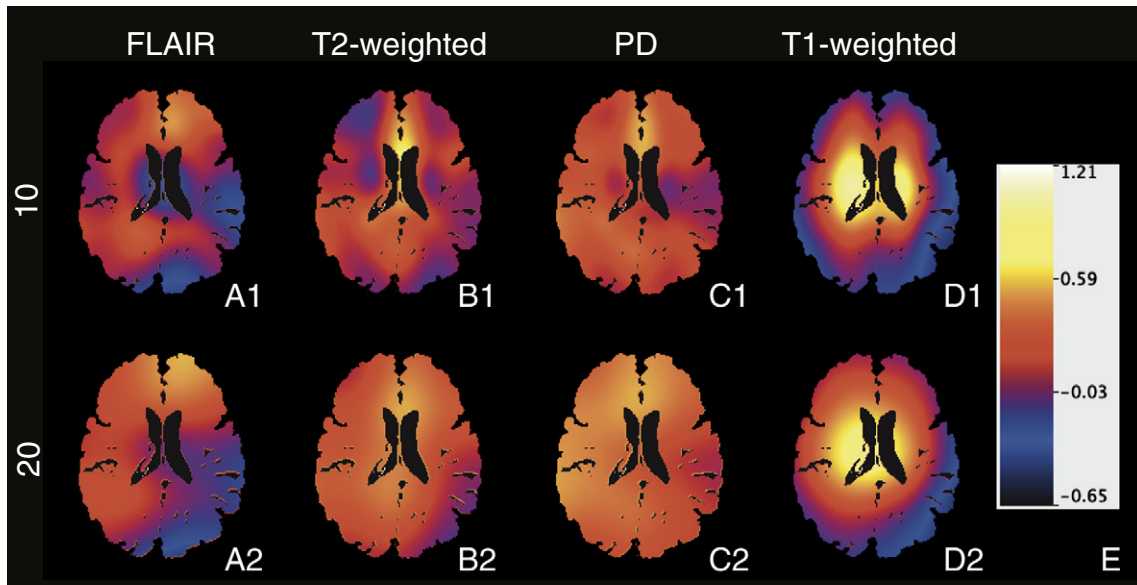 FLAIR T2-weighted PD T1-weighted
10
A1 B1 C1 D1
20
A2 B2 C2 D2
1.21
0.59
-0.03
-0.65
E